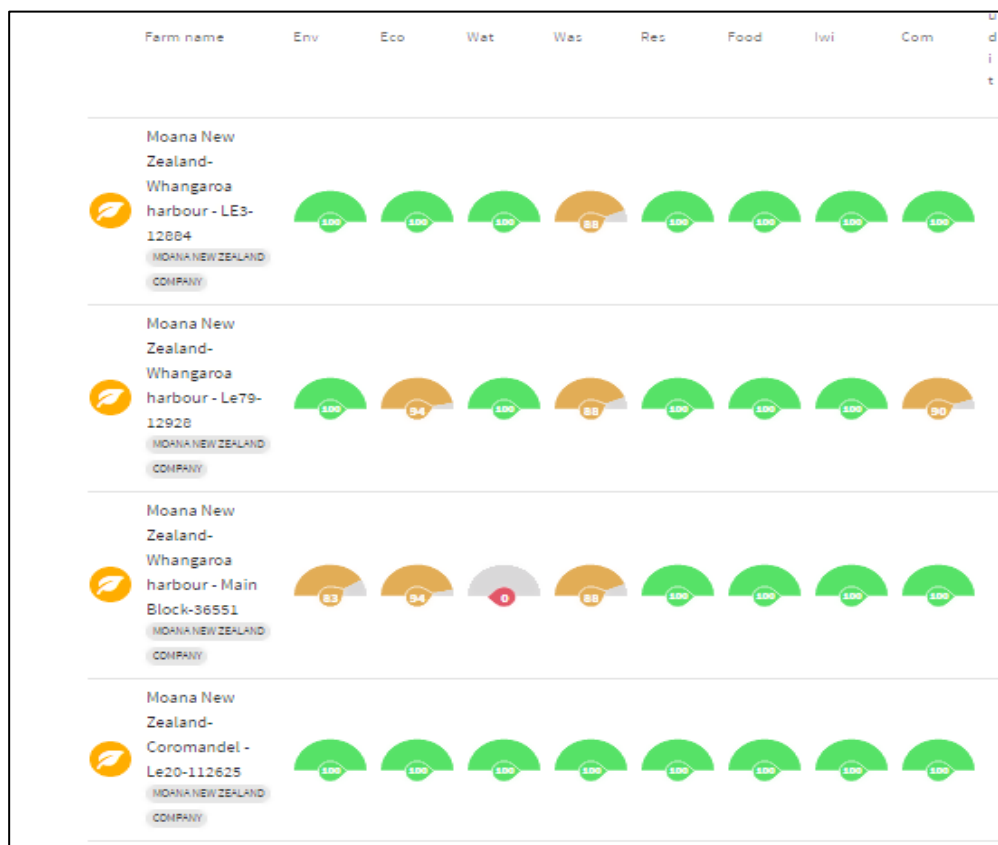 Farm name Env Eco Wat Was Res Food Iwi Com
d
i
t
Moana New
Zealand-
Whangaroa
harbour - LE3-
12884
MOANA NEW ZEALAND
COMPANY
100 100 100 88 100 100 100 100
Moana New
Zealand-
Whangaroa
harbour - Le79-
12928
MOANA NEW ZEALAND
COMPANY
100 94 100 88 100 100 100 90
Moana New
Zealand-
Whangaroa
harbour - Main
Block-36551
MOANA NEW ZEALAND
COMPANY
83 94 0 88 100 100 100 100
Moana New
Zealand-
Coromandel -
Le20-112625
MOANA NEW ZEALAND
COMPANY
100 100 100 100 100 100 100 100